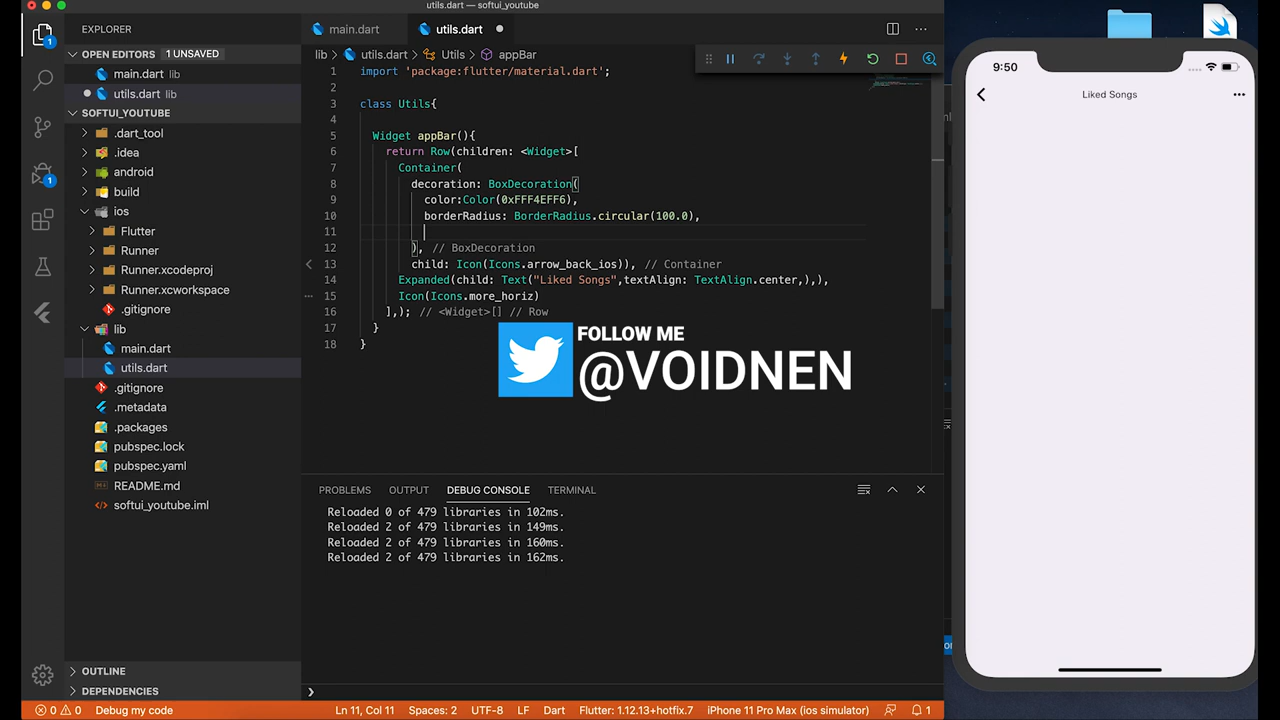 utils.dart — softui_youtube
EXPLORER
OPEN EDITORS 1 UNSAVED
main.dart lib
utils.dart lib
SOFTUI_YOUTUBE
.dart_tool
.idea
android
build
ios
Flutter
Runner
Runner.xcodeproj
Runner.xcworkspace
.gitignore
lib
main.dart
utils.dart
.gitignore
.metadata
.packages
pubspec.lock
pubspec.yaml
README.md
softui_youtube.iml
OUTLINE
DEPENDENCIES
main.dart
utils.dart
lib > utils.dart > Utils > appBar
1 import 'package:flutter/material.dart';
2
3 class Utils{
4
5 Widget appBar(){
6 return Row(children: <Widget>[
7 Container(
8 decoration: BoxDecoration(
9 color:Color(0xFFF4EFF6),
10 borderRadius: BorderRadius.circular(100.0),
11
12 ), // BoxDecoration
13 child: Icon(Icons.arrow_back_ios)), // Container
14 Expanded(child: Text("Liked Songs",textAlign: TextAlign.center,),),
15 Icon(Icons.more_horiz)
16 ],); // <Widget>[] // Row
17 }
18 }
FOLLOW ME
@VOIDNEN
PROBLEMS OUTPUT DEBUG CONSOLE TERMINAL
Reloaded 0 of 479 libraries in 102ms.
Reloaded 2 of 479 libraries in 149ms.
Reloaded 2 of 479 libraries in 160ms.
Reloaded 2 of 479 libraries in 162ms.
0 0 Debug my code Ln 11, Col 11 Spaces: 2 UTF-8 LF Dart Flutter: 1.12.13+hotfix.7 iPhone 11 Pro Max (ios simulator) 1
9:50
Liked Songs